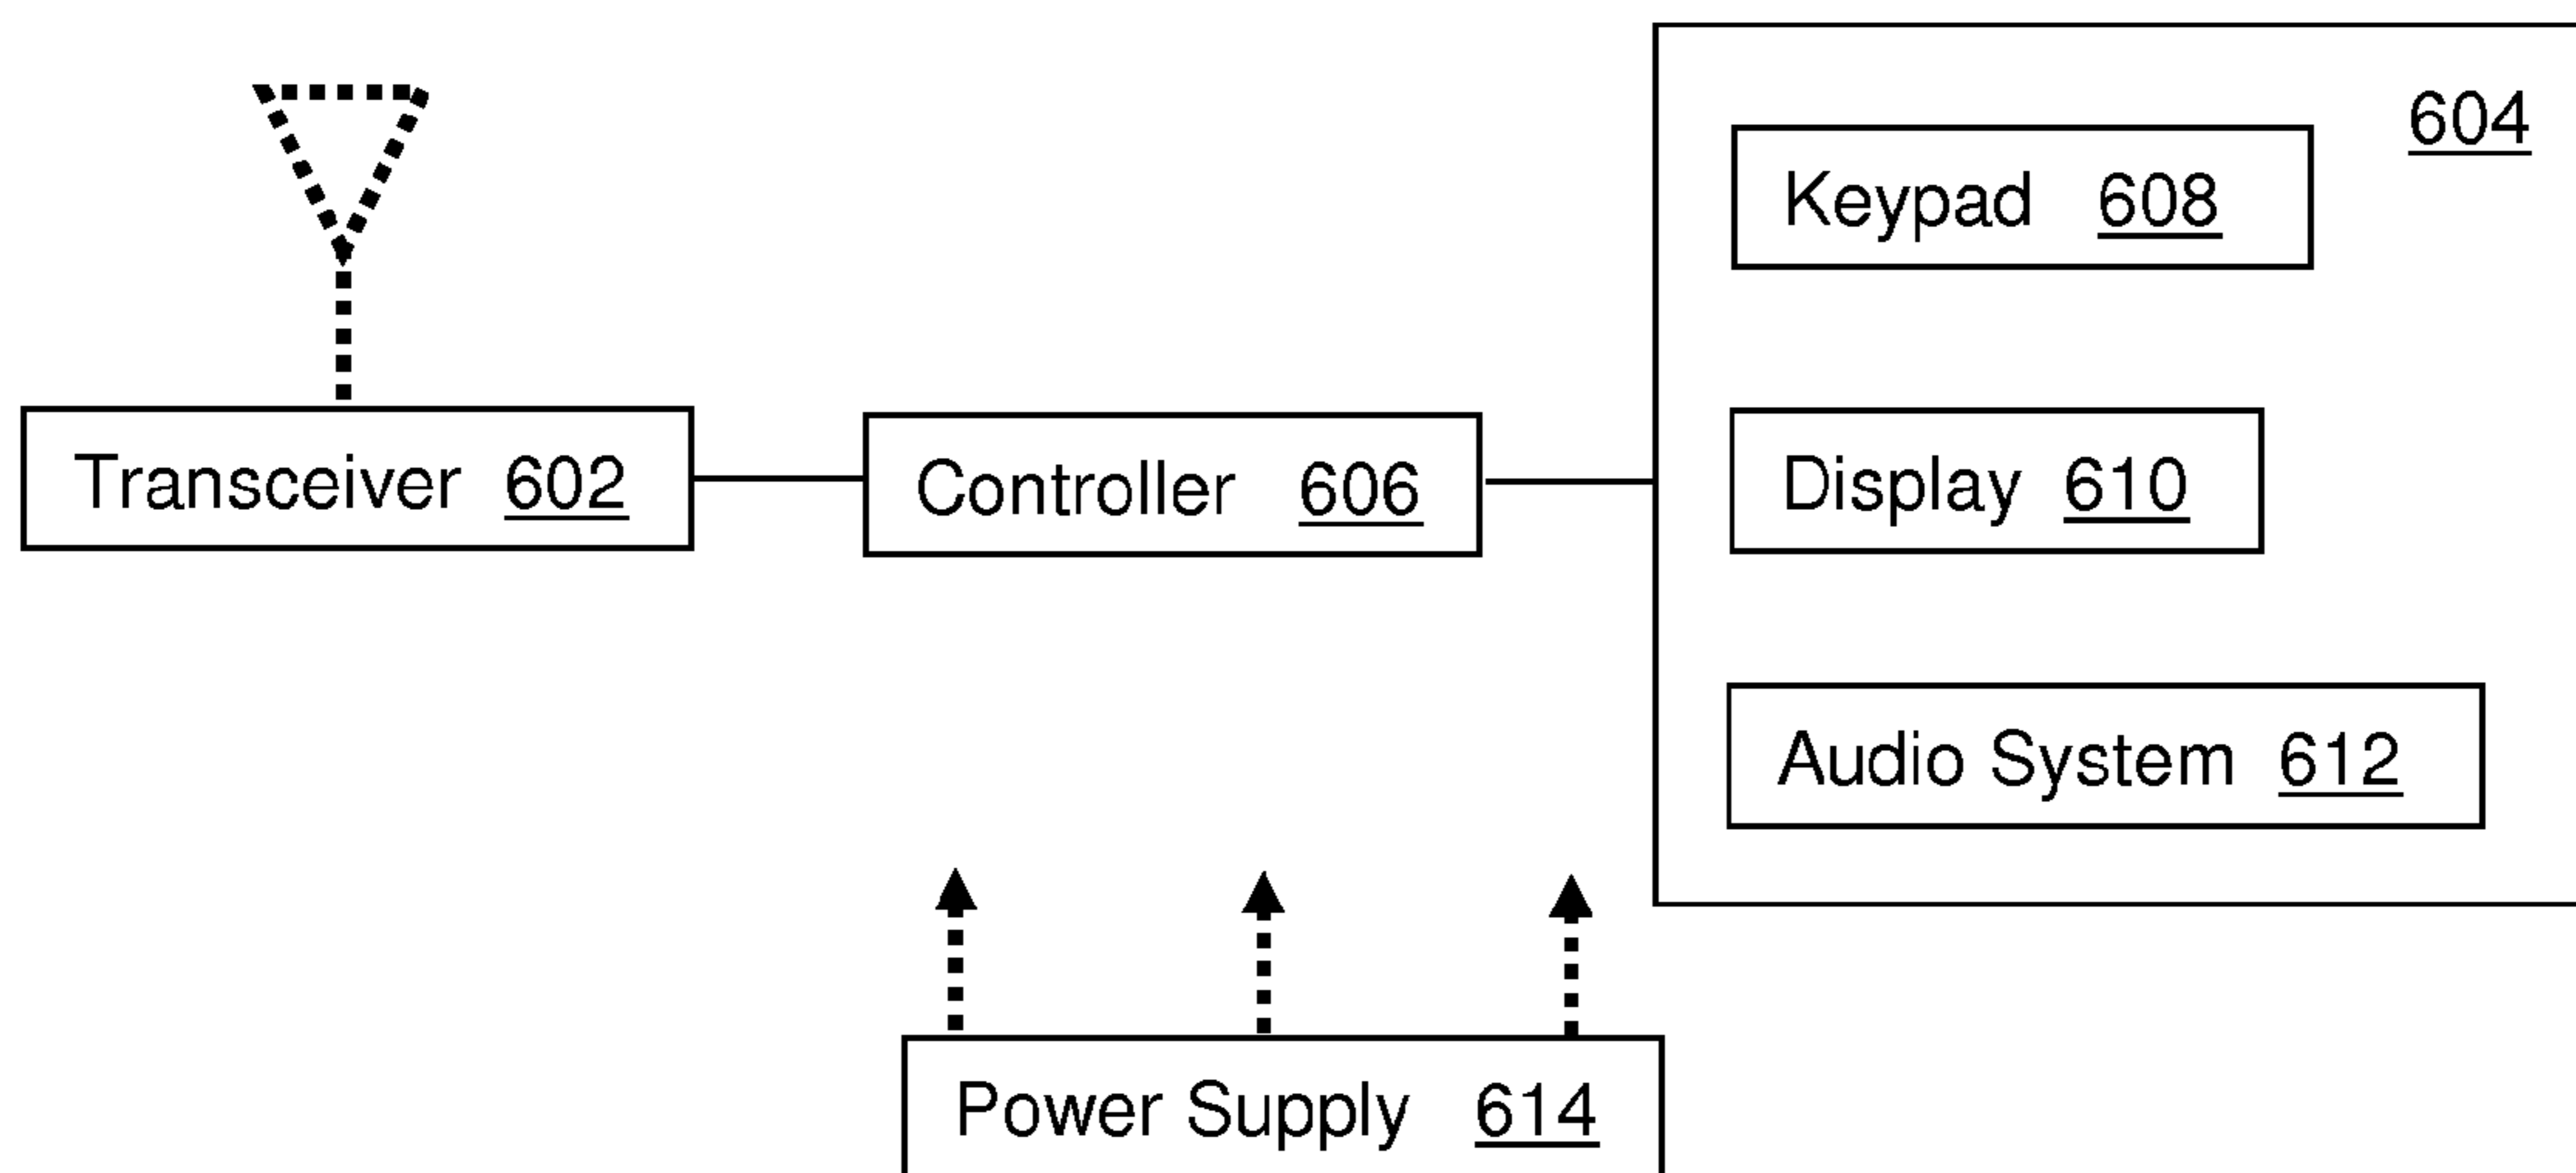 604
Keypad 608
Transceiver 602
Controller 606
Display 610
Audio System 612
Power Supply 614